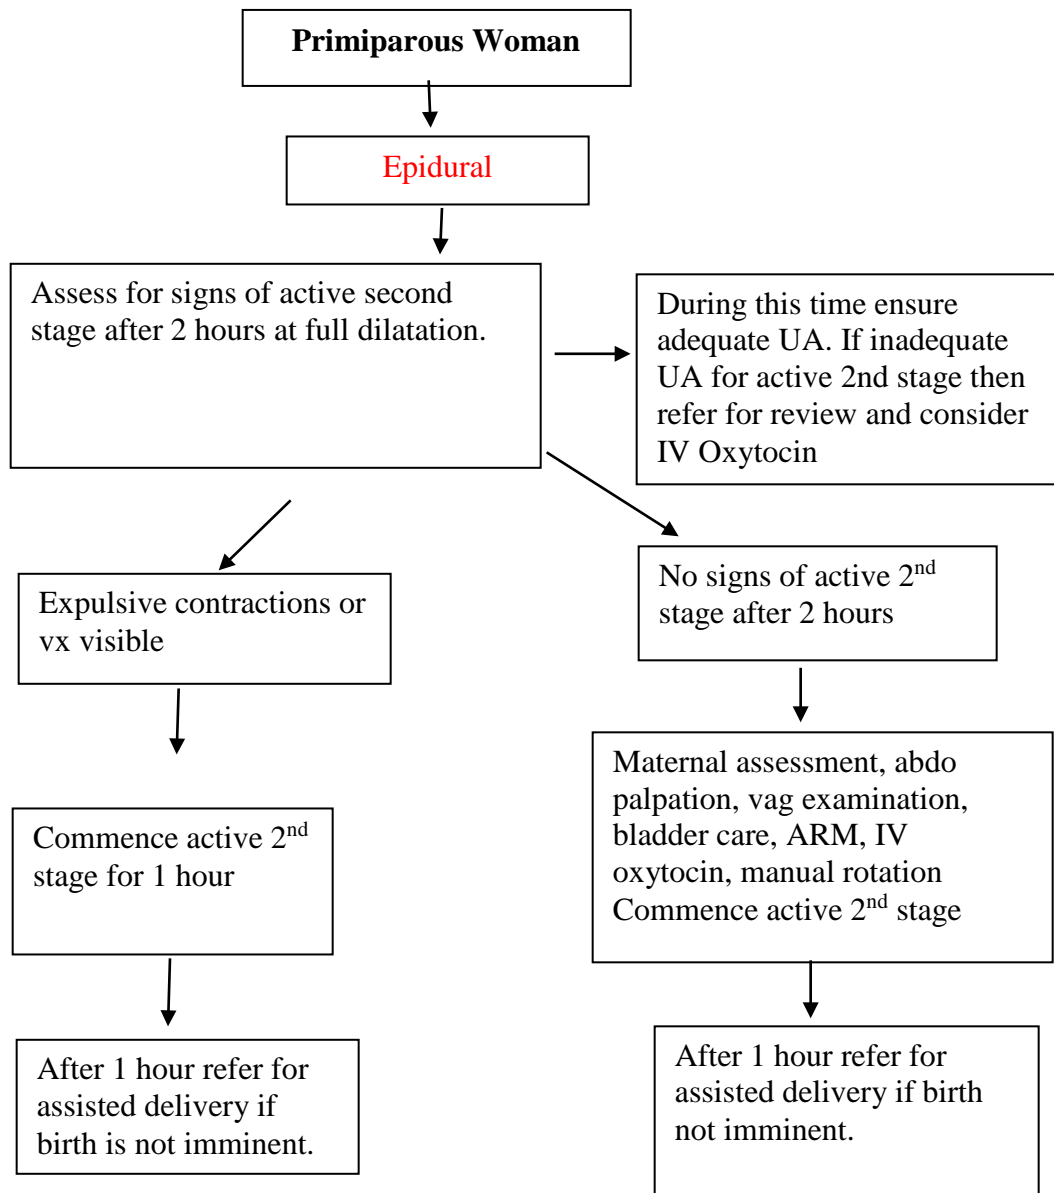 Primiparous Woman
Epidural
Assess for signs of active second
stage after 2 hours at full dilatation.
During this time ensure
adequate UA. If inadequate
UA for active 2nd stage then
refer for review and consider
IV Oxytocin
Expulsive contractions or
vx visible
No signs of active 2nd
stage after 2 hours
Commence active 2nd
stage for 1 hour
Maternal assessment, abdo
palpation, vag examination,
bladder care, ARM, IV
oxytocin, manual rotation
Commence active 2nd stage
After 1 hour refer for
assisted delivery if
birth is not imminent.
After 1 hour refer for
assisted delivery if birth
not imminent.